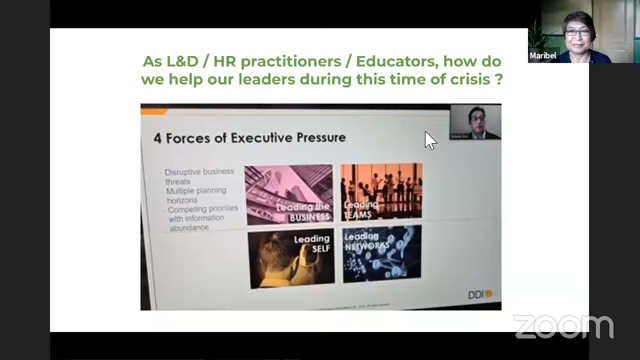 As L&D / HR practitioners / Educators, how do
we help our leaders during this time of crisis ?
Maribel
4 Forces of Executive Pressure
· Disruptive business
threats
· Multiple planning
horizons
· Competing priorities
with information
abundance
Leading the
BUSINESS
Leading
TEAMS
Leading
SELF
Leading
NETWORKS
DDI
zoom